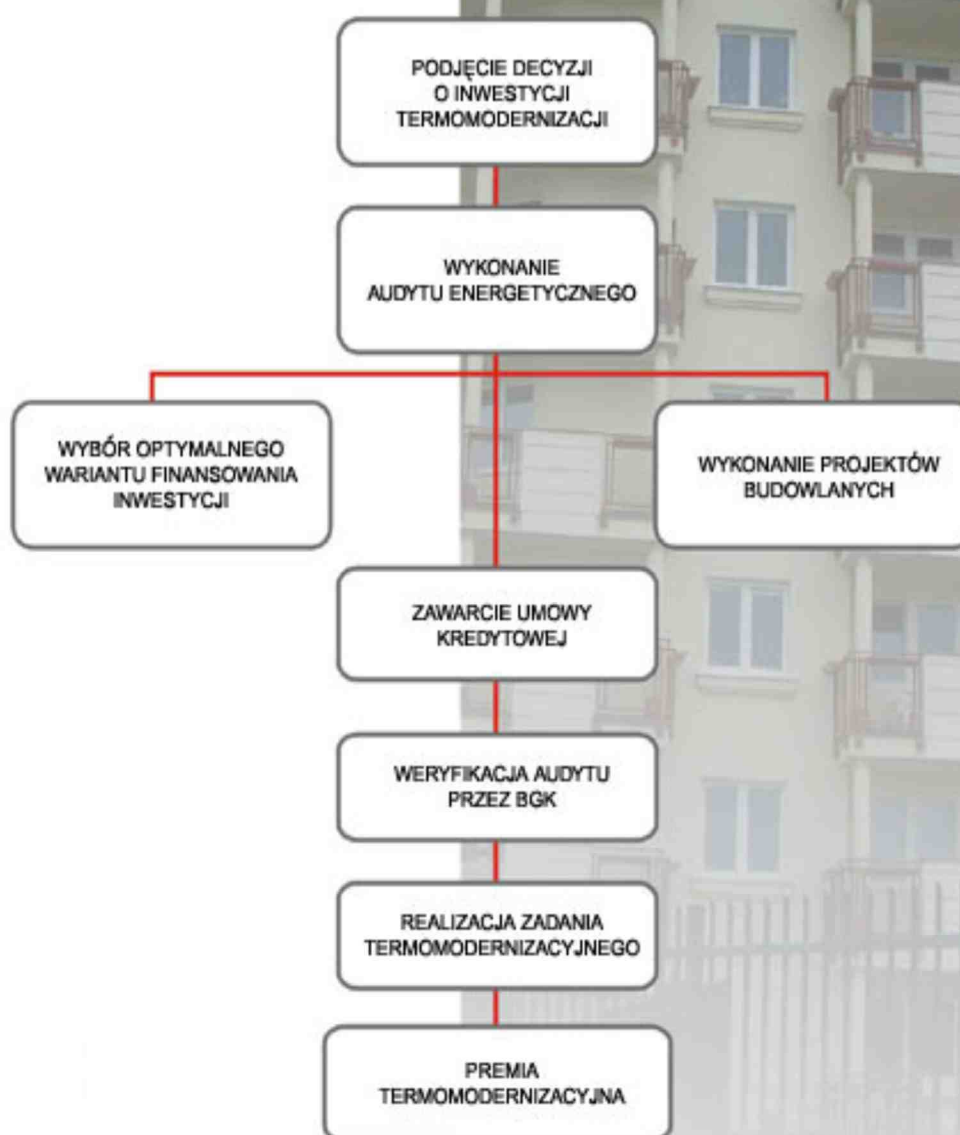 PODJĘCIE DECYZJI
O INWESTYCJI
TERMOMODERNIZACJI
WYKONANIE
AUDYTU ENERGETYCZNEGO
WYBÓR OPTYMALNEGO
WARIANTU FINANSOWANIA
INWESTYCJI
WYKONANIE PROJEKTÓW
BUDOWLANYCH
ZAWARCIE UMOWY
KREDYTOWEJ
WERYFIKACJA AUDYTU
PRZEZ BGK
REALIZACJA ZADANIA
TERMOMODERNIZACYJNEGO
PREMIA
TERMOMODERNIZACYJNA